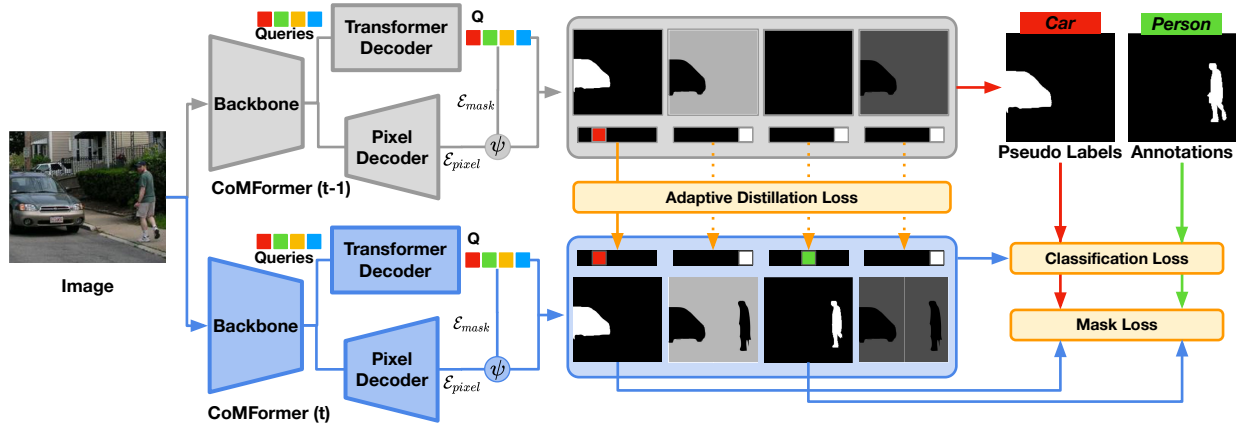 Queries
Backbone
Transformer
Decoder
Q
ℰmask
Pixel
Decoder
ℰpixel
ψ
CoMFormer (t-1)
Image
Queries
Backbone
Transformer
Decoder
Q
ℰmask
Pixel
Decoder
ℰpixel
ψ
CoMFormer (t)
Adaptive Distillation Loss
Car
Person
Pseudo Labels
Annotations
Classification Loss
Mask Loss